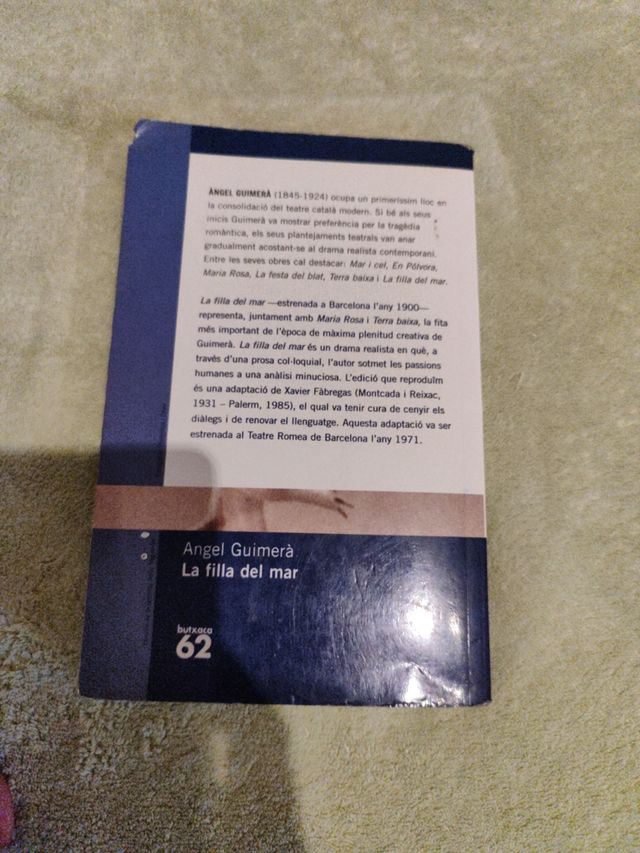 ÀNGEL GUIMERÀ (1845-1924) ocupa un primeríssim lloc en
la consolidació del teatre català modern. Si bé als seus
inicis Guimerà va mostrar preferència per la tragèdia
romàntica, els seus plantejaments teatrals van anar
gradualment acostant-se al drama realista contemporani.
Entre les seves obres cal destacar: Mar i cel, En Pólvora,
Maria Rosa, La festa del blat, Terra baixa i La filla del mar.
La filla del mar —estrenada a Barcelona l'any 1900—
representa, juntament amb Maria Rosa i Terra baixa, la fita
més important de l'època de màxima plenitud creativa de
Guimerà. La filla del mar és un drama realista en què, a
través d'una prosa col·loquial, l'autor sotmet les passions
humanes a una anàlisi minuciosa. L'edició que reproduïm
és una adaptació de Xavier Fàbregas (Montcada i Reixac,
1931 – Palerm, 1985), el qual va tenir cura de cenyir els
diàlegs i de renovar el llenguatge. Aquesta adaptació va ser
estrenada al Teatre Romea de Barcelona l'any 1971.
Àngel Guimerà
La filla del mar
butxaca
62